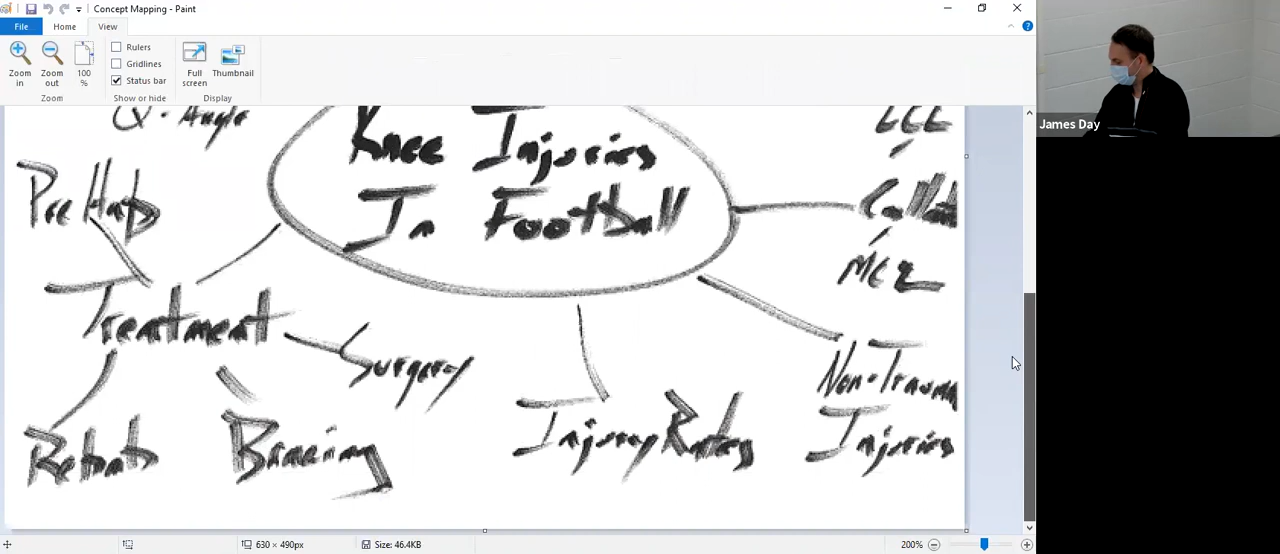 Concept Mapping - Paint
File Home View
Zoom in
Zoom out
100 %
Rulers
Gridlines
Status bar
Full screen
Thumbnail
Zoom
Show or hide
Display
James Day
Q-Angle
Knee Injuries
In Football
LCL
Pre Hab
MCL
Treatment
Surgery
Non-Trauma
Injuries
Rehab
Bracing
Injury Rates
630 × 490px
Size: 46.4KB
200%